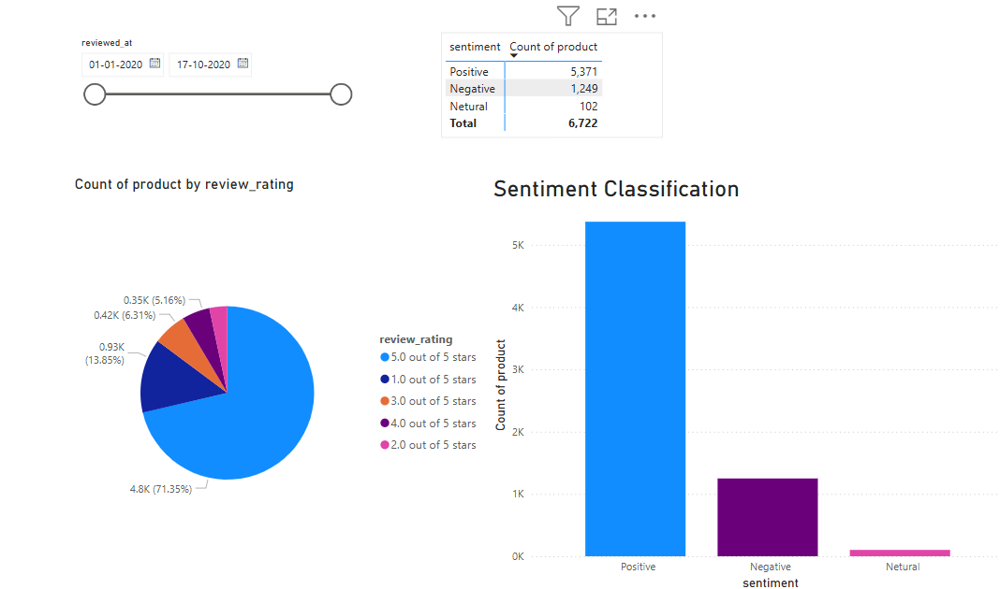 reviewed_at
01-01-2020 17-10-2020
sentiment Count of product
Positive 5,371
Negative 1,249
Netural 102
Total 6,722
Count of product by review_rating
0.35K (5.16%)
0.42K (6.31%)
0.93K
(13.85%)
4.8K (71.35%)
review_rating
5.0 out of 5 stars
1.0 out of 5 stars
3.0 out of 5 stars
4.0 out of 5 stars
2.0 out of 5 stars
Sentiment Classification
Count of product
5K
4K
3K
2K
1K
0K
Positive Negative Netural
sentiment